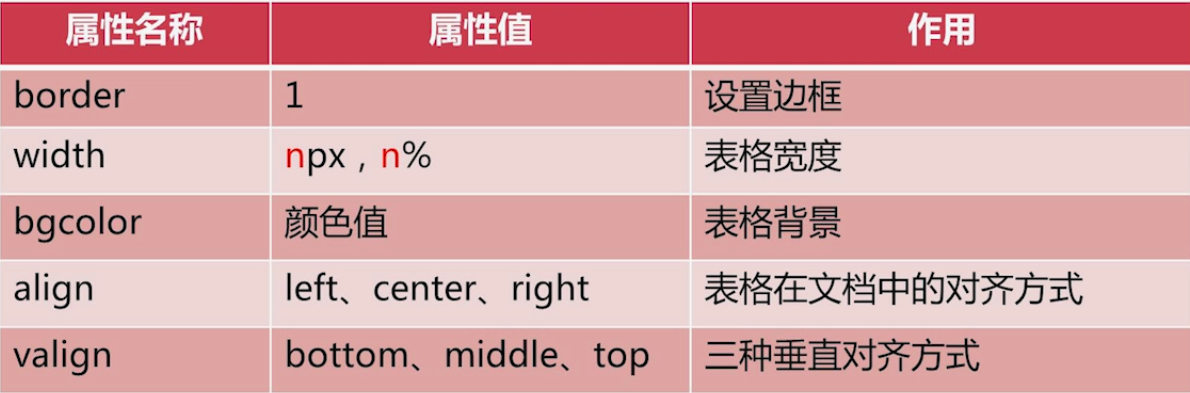 属性名称 属性值 作用
border 1 设置边框
width npx，n% 表格宽度
bgcolor 颜色值 表格背景
align left、center、right 表格在文档中的对齐方式
valign bottom、middle、top 三种垂直对齐方式